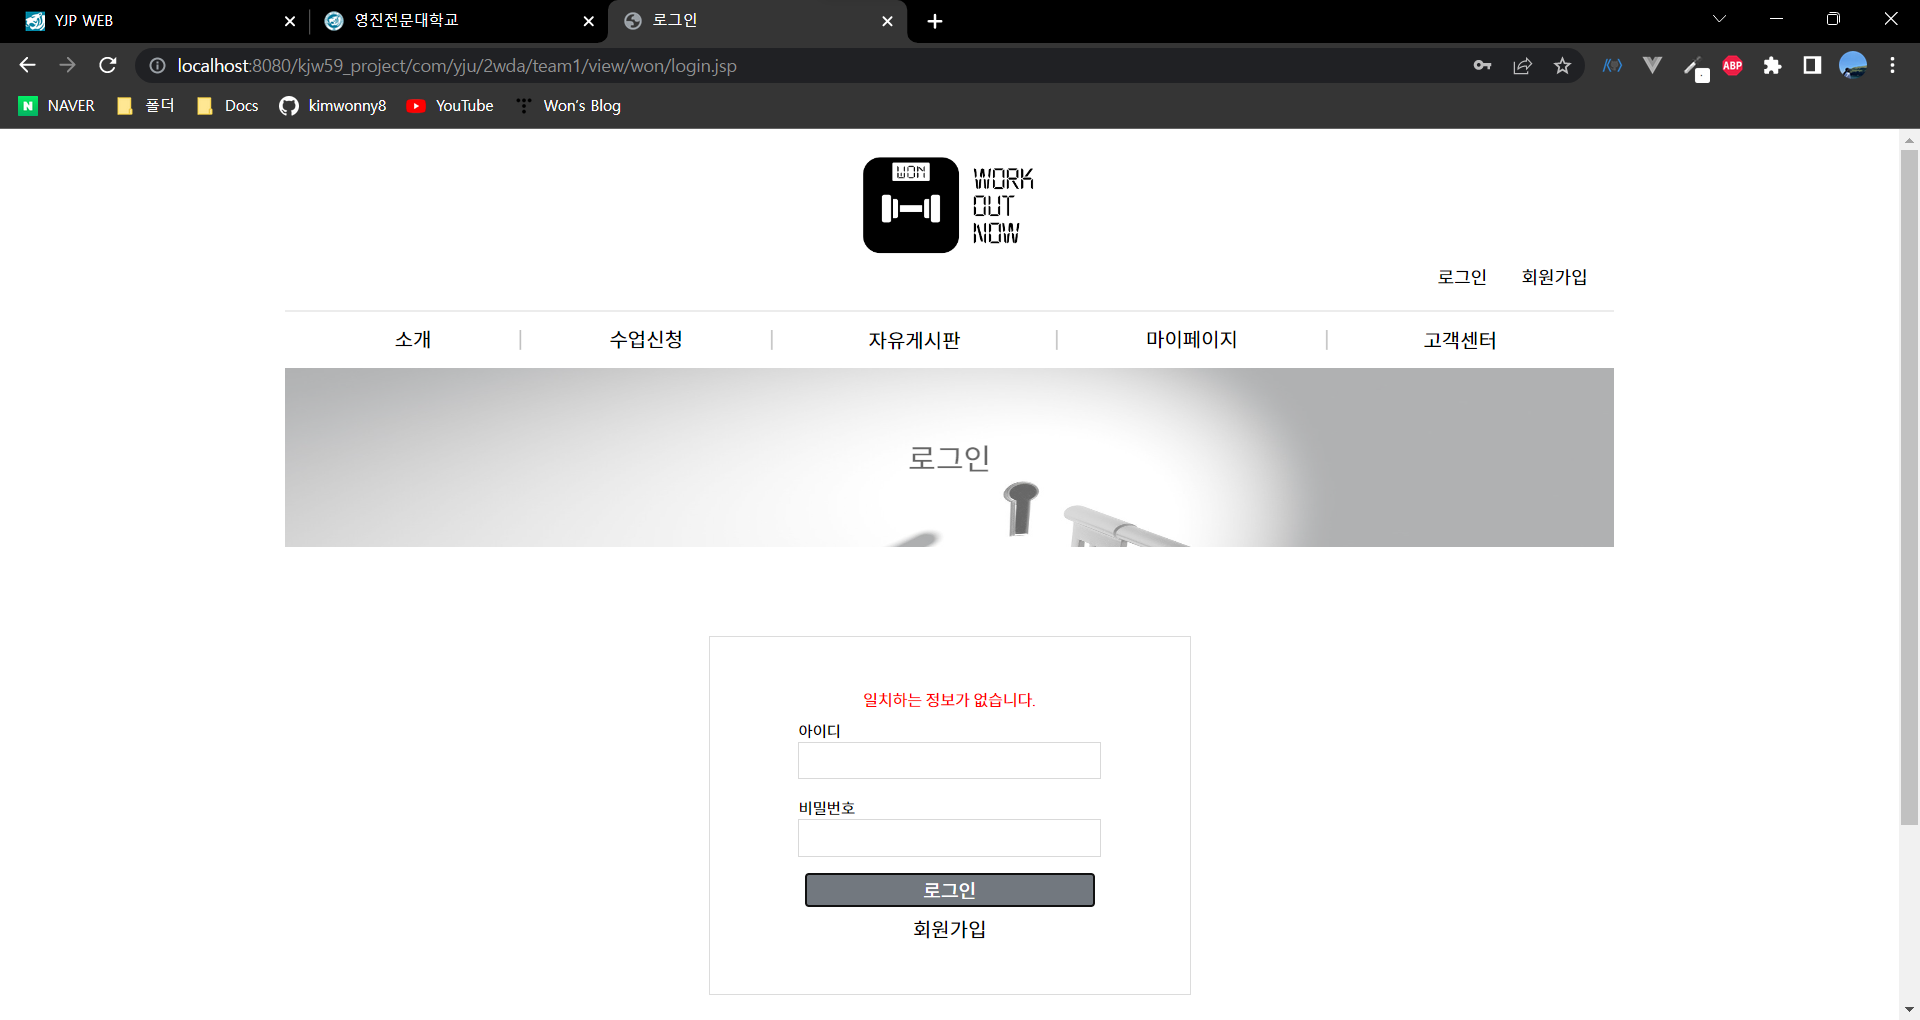 YJP WEB
영진전문대학교
로그인
localhost:8080/kjw59_project/com/yju/2wda/team1/view/won/login.jsp
ABP
N NAVER
폴더
Docs
kimwonny8
YouTube
Won's Blog
WON
WORK
OUT
NOW
로그인 회원가입
소개 | 수업신청 | 자유게시판 | 마이페이지 | 고객센터
로그인
일치하는 정보가 없습니다.
아이디
비밀번호
로그인
회원가입